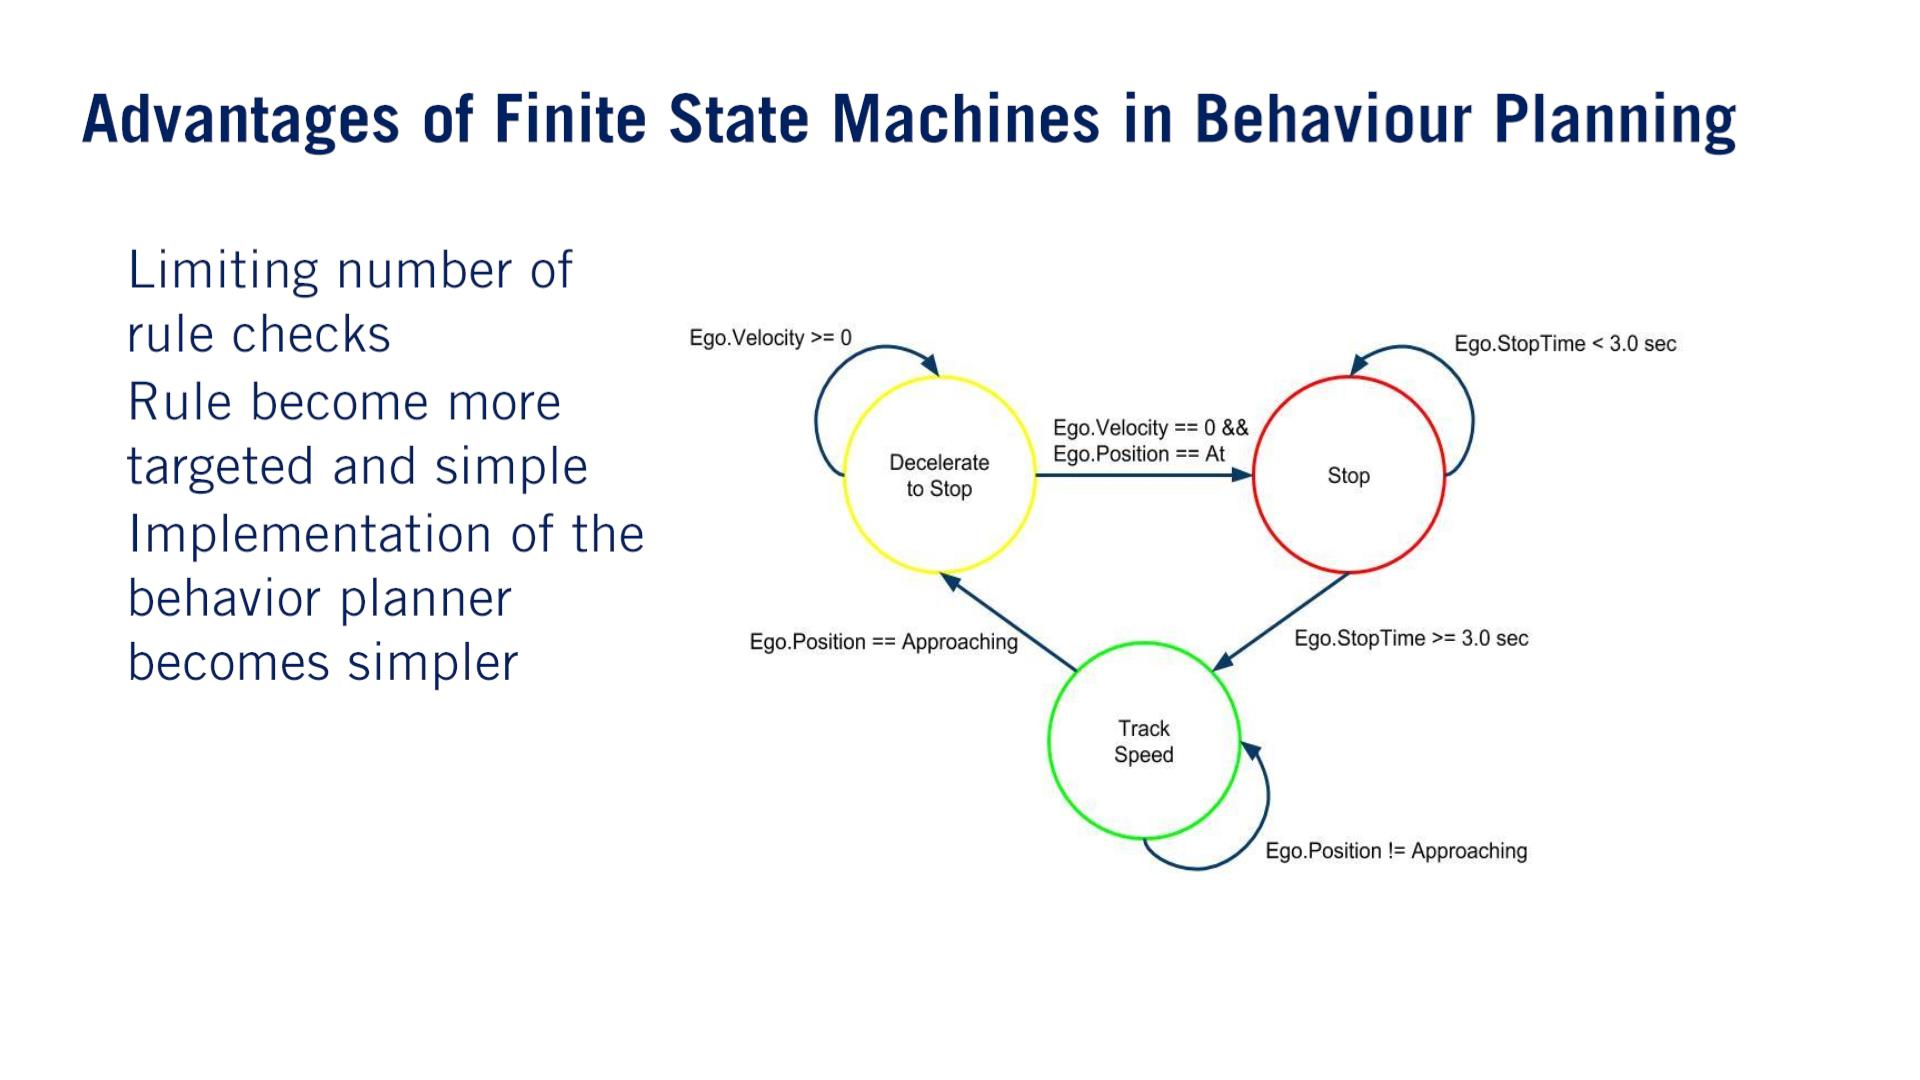 Advantages of Finite State Machines in Behaviour Planning
Limiting number of
rule checks
Rule become more
targeted and simple
Implementation of the
behavior planner
becomes simpler
Ego.Velocity >= 0
Ego.StopTime < 3.0 sec
Ego.Velocity == 0 &&
Ego.Position == At
Decelerate
to Stop
Stop
Ego.Position == Approaching
Ego.StopTime >= 3.0 sec
Track
Speed
Ego.Position != Approaching